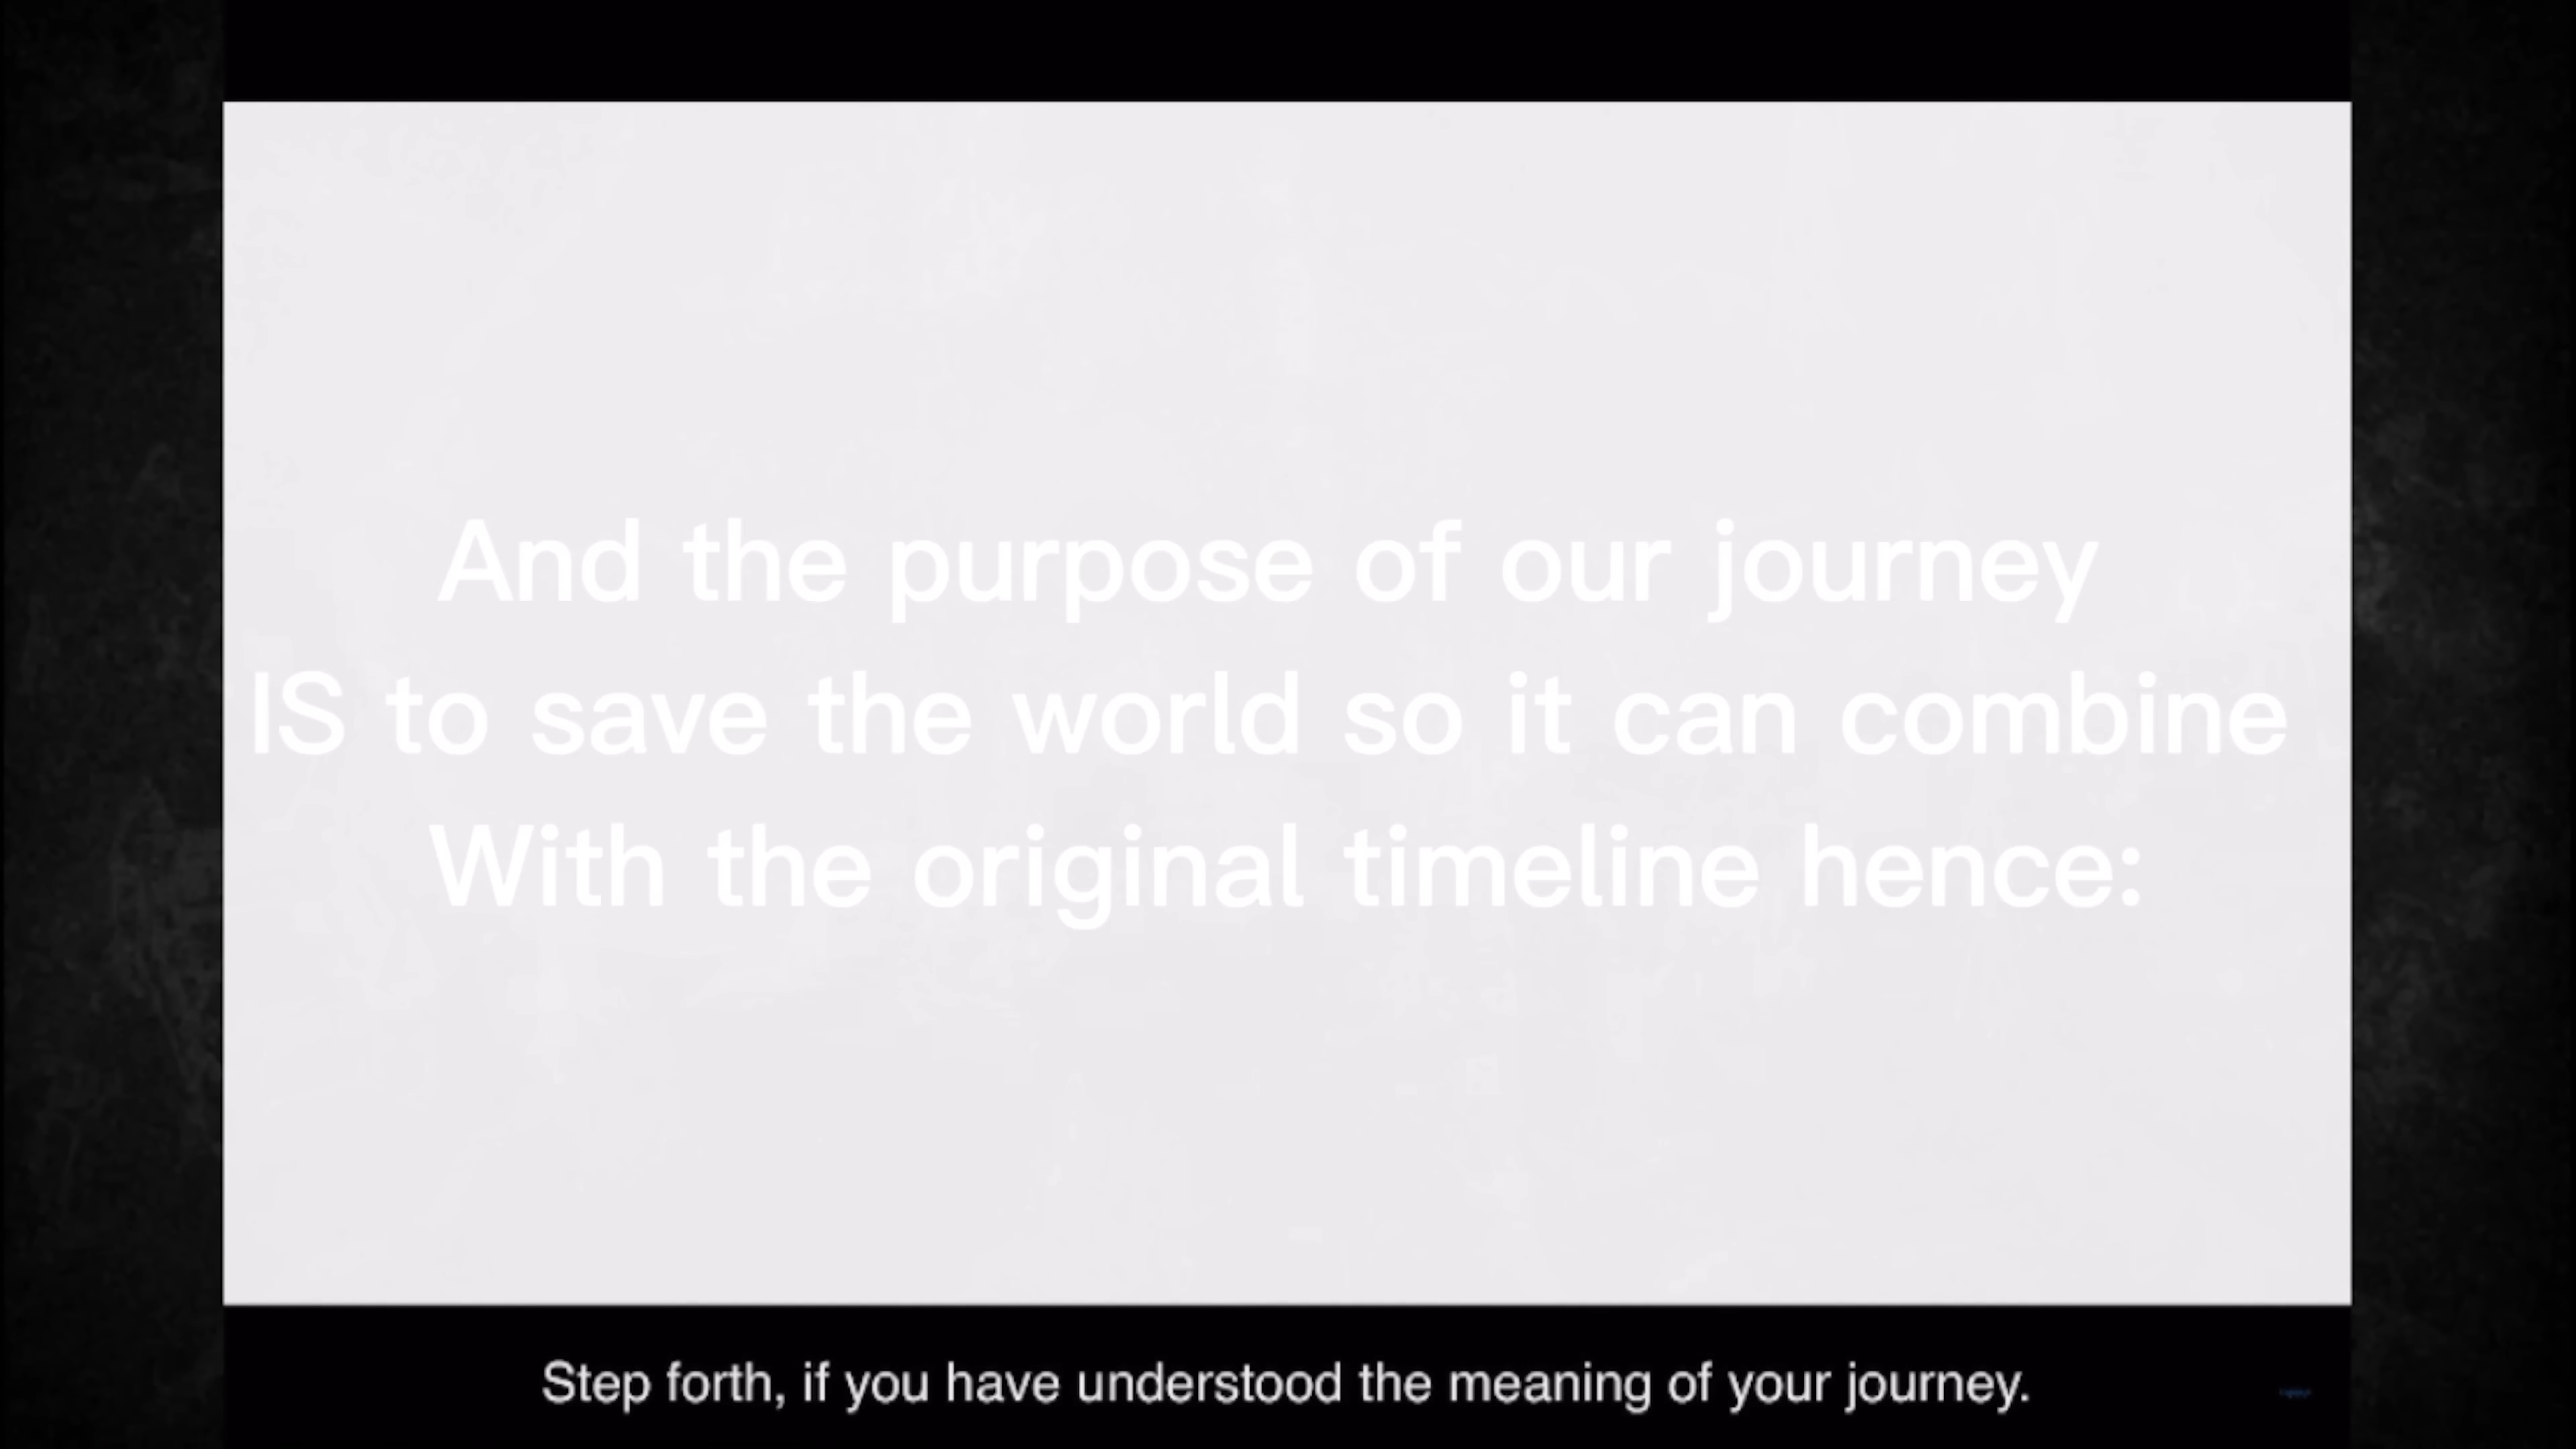 And the purpose of our journey
IS to save the world so it can combine
With the original timeline hence:
Step forth, if you have understood the meaning of your journey.